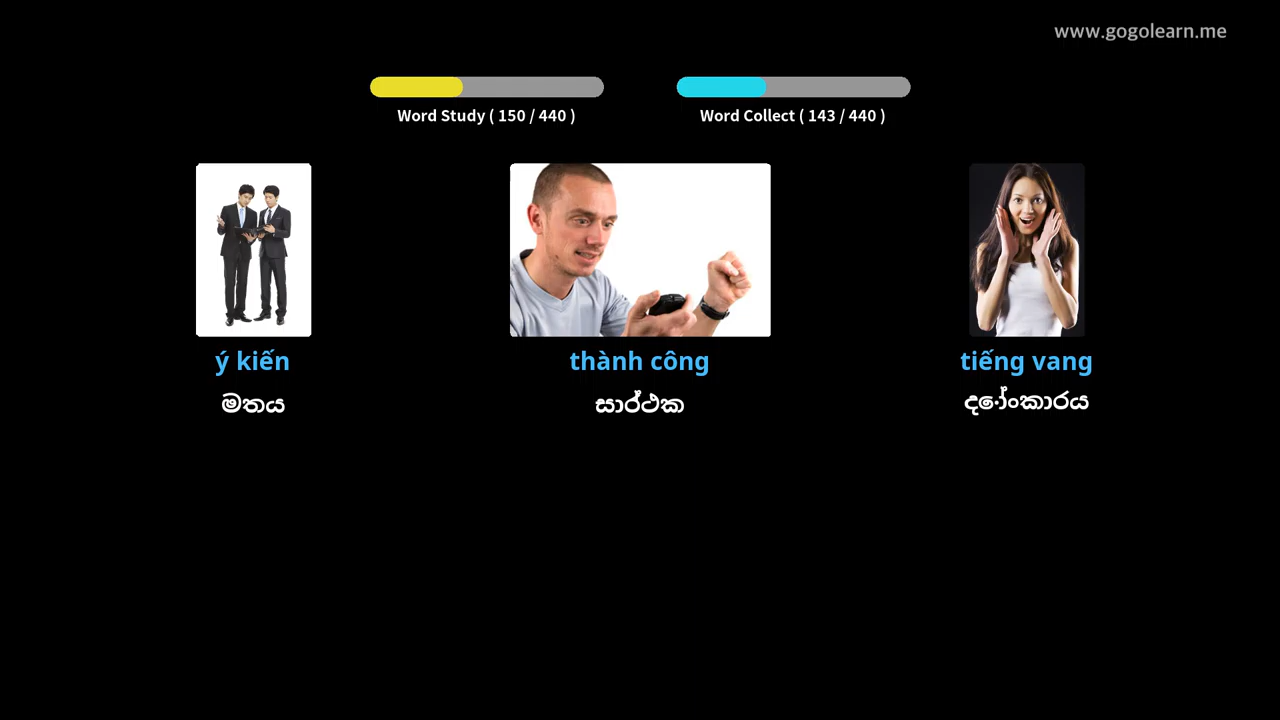 www.gogolearn.me
Word Study ( 150 / 440 )
Word Collect ( 143 / 440 )
ý kiến
thành công
tiếng vang
මතය
සාර්ථක
දෝංකාරය